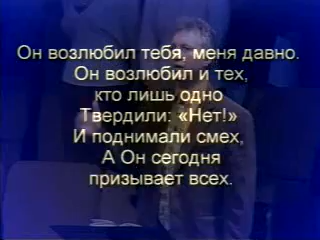 Он возлюбил тебя, меня давно.
Он возлюбил и тех,
кто лишь одно
Твердили: «Нет!»
И поднимали смех,
А Он сегодня
призывает всех.